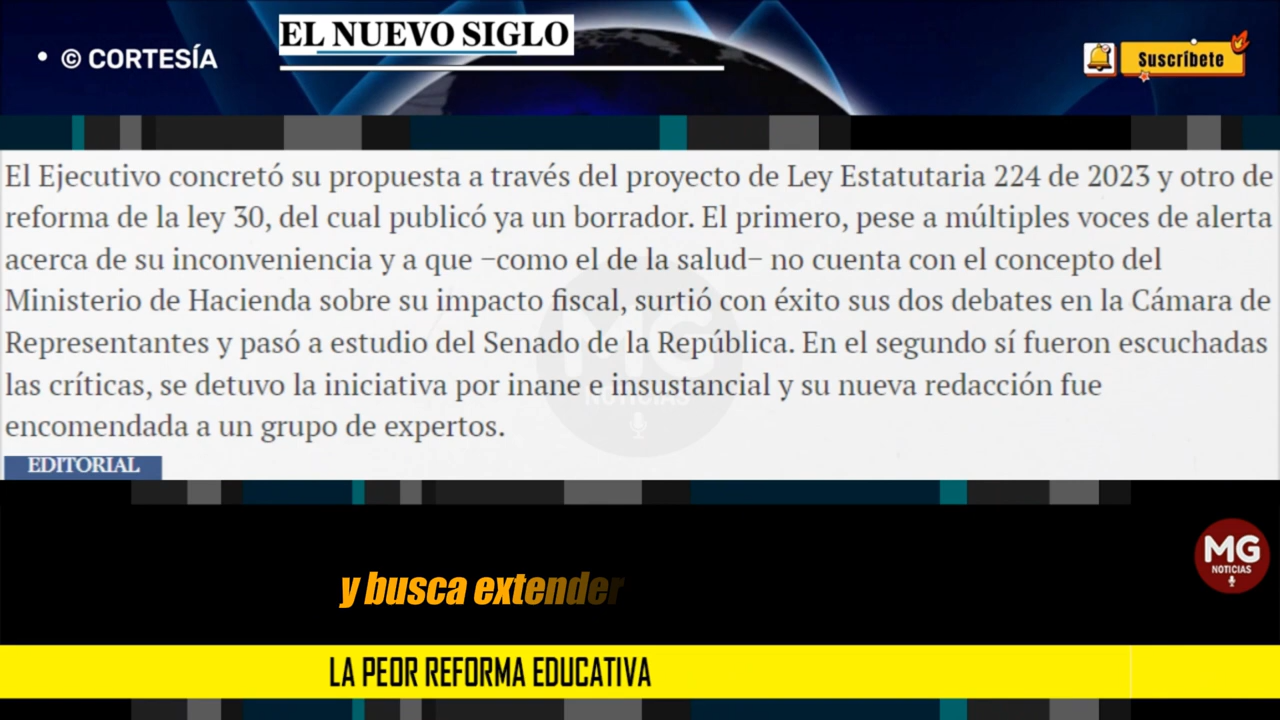 EL NUEVO SIGLO
• © CORTESÍA
Suscríbete
El Ejecutivo concretó su propuesta a través del proyecto de Ley Estatutaria 224 de 2023 y otro de
reforma de la ley 30, del cual publicó ya un borrador. El primero, pese a múltiples voces de alerta
acerca de su inconveniencia y a que −como el de la salud− no cuenta con el concepto del
Ministerio de Hacienda sobre su impacto fiscal, surtió con éxito sus dos debates en la Cámara de
Representantes y pasó a estudio del Senado de la República. En el segundo sí fueron escuchadas
las críticas, se detuvo la iniciativa por inane e insustancial y su nueva redacción fue
encomendada a un grupo de expertos.
MG
NOTICIAS
EDITORIAL
MG
NOTICIAS
y busca extender
LA PEOR REFORMA EDUCATIVA